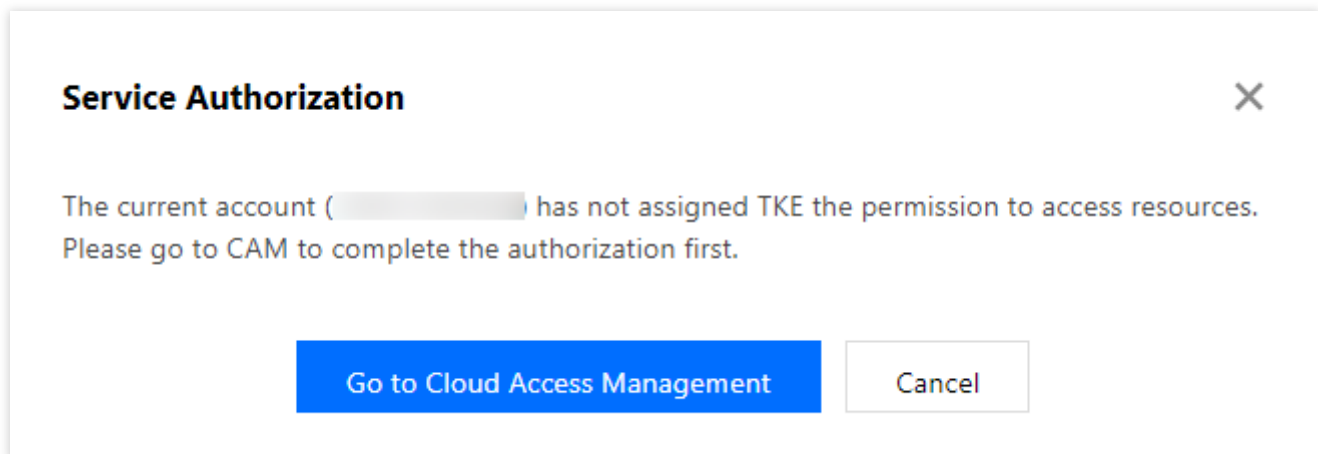 Service Authorization
The current account ( ) has not assigned TKE the permission to access resources.
Please go to CAM to complete the authorization first.
Go to Cloud Access Management
Cancel